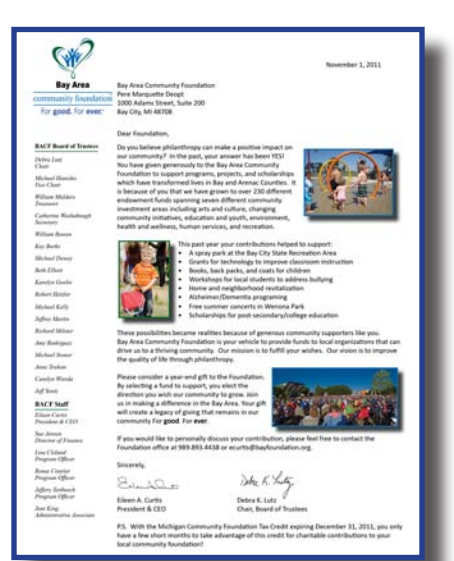 November 1, 2011
Bay Area
community foundation
For good. For ever.
Bay Area Community Foundation
Pere Marquette Deopt
1000 Adams Street, Suite 200
Bay City, MI 48708
Dear Foundation,
Do you believe philanthropy can make a positive impact on
our community? In the past, your answer has been YES!
You have given generously to the Bay Area Community
Foundation to support programs, projects, and scholarships
which have transformed lives in Bay and Arenac Counties. It
is because of you that we have grown to over 230 different
endowment funds spanning seven different community
investment areas including arts and culture, changing
community initiatives, education and youth, environment,
health and wellness, human services, and recreation.
This past year your contributions helped to support:
• A spray park at the Bay City State Recreation Area
• Grants for technology to improve classroom instruction
• Books, back packs, and coats for children
• Workshops for local students to address bullying
• Home and neighborhood revitalization
• Alzheimer/Dementia programing
• Free summer concerts in Wenona Park
• Scholarships for post-secondary/college education
These possibilities became realities because of generous community supporters like you.
Bay Area Community Foundation is your vehicle to provide funds to local organizations that can
drive us to a thriving community. Our mission is to fulfill your wishes. Our vision is to improve
the quality of life through philanthropy.
Please consider a year-end gift to the Foundation.
By selecting a fund to support, you elect the
direction you wish our community to grow. Join
us in making a difference in the Bay Area. Your gift
will create a legacy of giving that remains in our
community For good. For ever.
If you would like to personally discuss your contribution, please feel free to contact the
Foundation office at 989.893.4438 or ecurtis@bayfoundation.org.
Sincerely,
Eileen A. Curtis
President & CEO
Debra K. Lutz
Debra K. Lutz
Chair, Board of Trustees
P.S. With the Michigan Community Foundation Tax Credit expiring December 31, 2011, you only
have a few short months to take advantage of this credit for charitable contributions to your
local community foundation!
BACF Board of Trustees
Debra Lutz
Chair
Michael Hanisko
Vice Chair
William Mulders
Treasurer
Catherine Washabaugh
Secretary
William Bowen
Kay Burks
Michael Dewey
Beth Elliott
Karolyn Goslin
Robert Hetzler
Michael Kelly
Jeffrey Martin
Richard Milster
Amy Rodriguez
Michael Stoner
Anne Trahan
Carolyn Wierda
Jeff Yantz
BACF Staff
Eileen Curtis
President & CEO
Sue Jensen
Director of Finance
Program Officer
Renee Courier
Program Officer
Jeffrey Yeabuck
Program Officer
Joni King
Administrative Associate